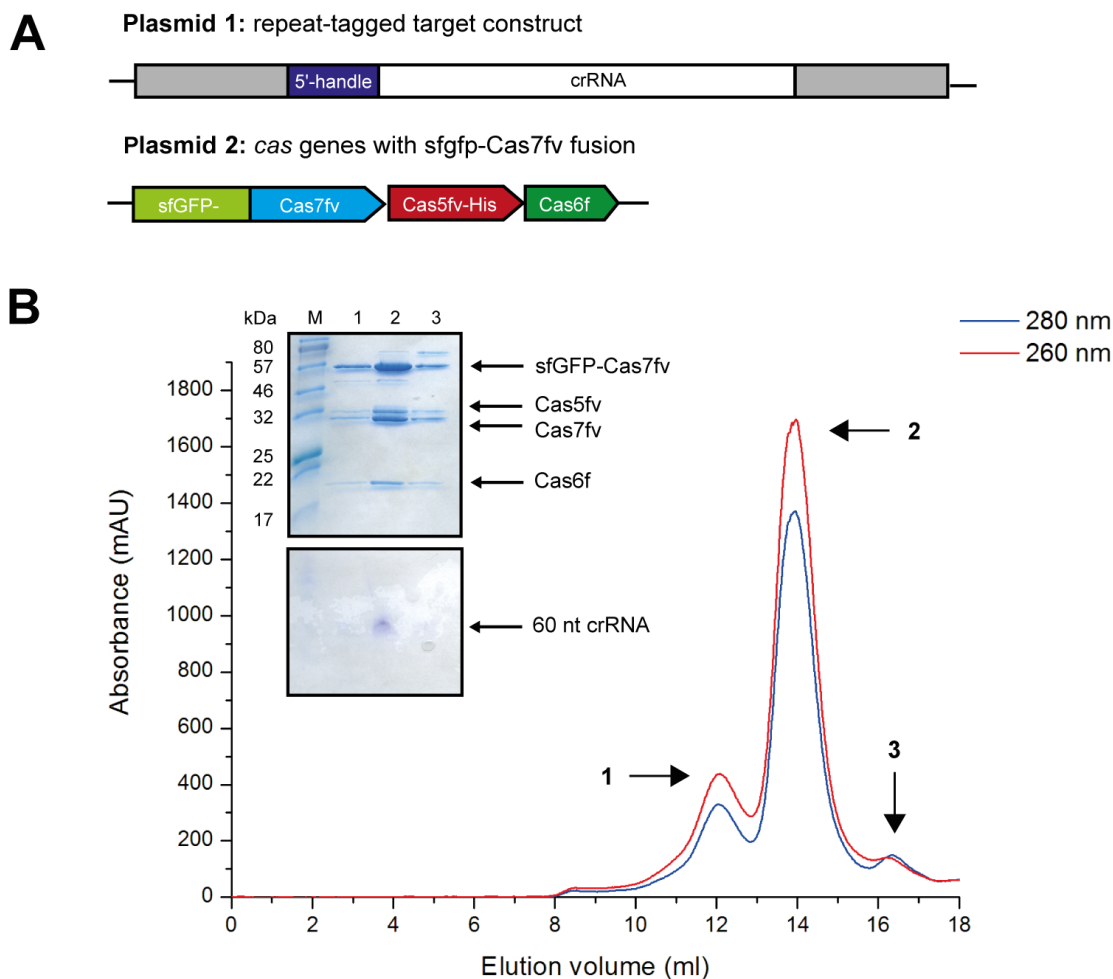 A
Plasmid 1: repeat-tagged target construct
5'-handle
crRNA
Plasmid 2: cas genes with sfgfp-Cas7fv fusion
sfGFP-
Cas7fv
Cas5fv-His
Cas6f
B
280 nm
260 nm
kDa M 1 2 3
80
57
46
32
25
22
17
sfGFP-Cas7fv
Cas5fv
Cas7fv
Cas6f
60 nt crRNA
1
2
3
Absorbance (mAU)
1800
1600
1400
1200
1000
800
600
400
200
0
0 2 4 6 8 10 12 14 16 18
Elution volume (ml)